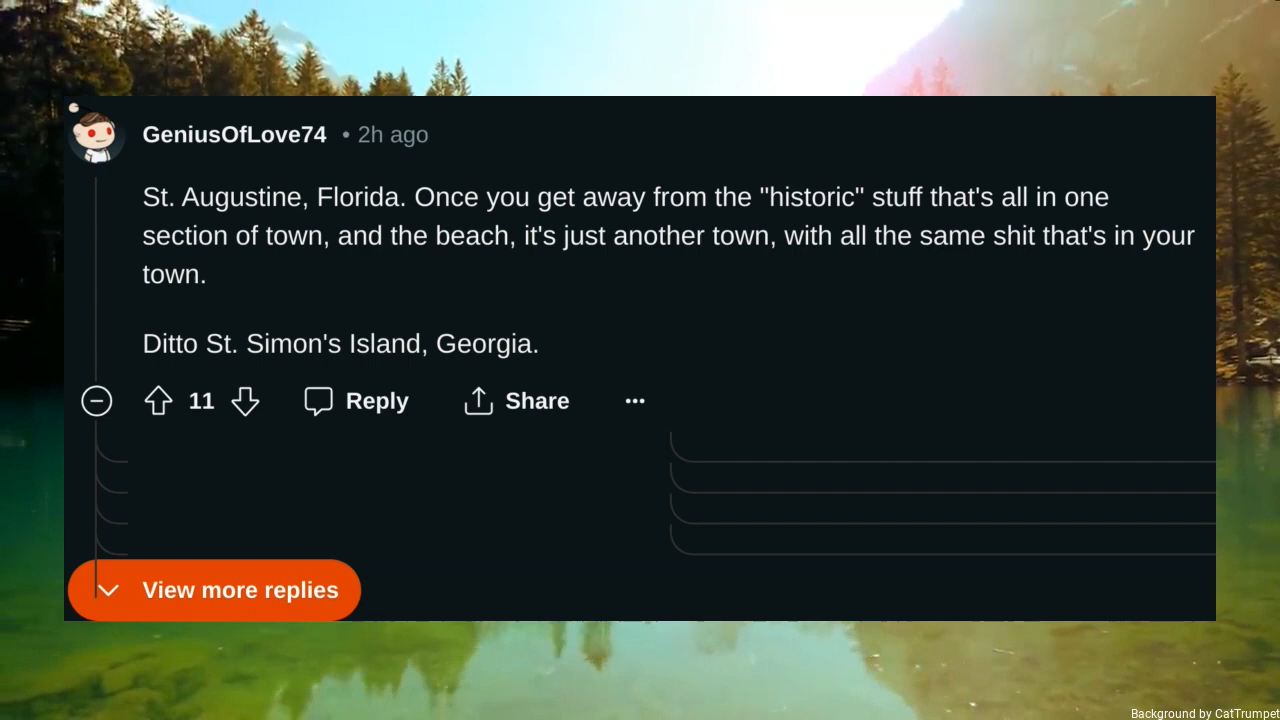 GeniusOfLove74 • 2h ago
St. Augustine, Florida. Once you get away from the "historic" stuff that's all in one
section of town, and the beach, it's just another town, with all the same shit that's in your
town.
Ditto St. Simon's Island, Georgia.
11 Reply Share •••
View more replies
Background by CatTrumpet